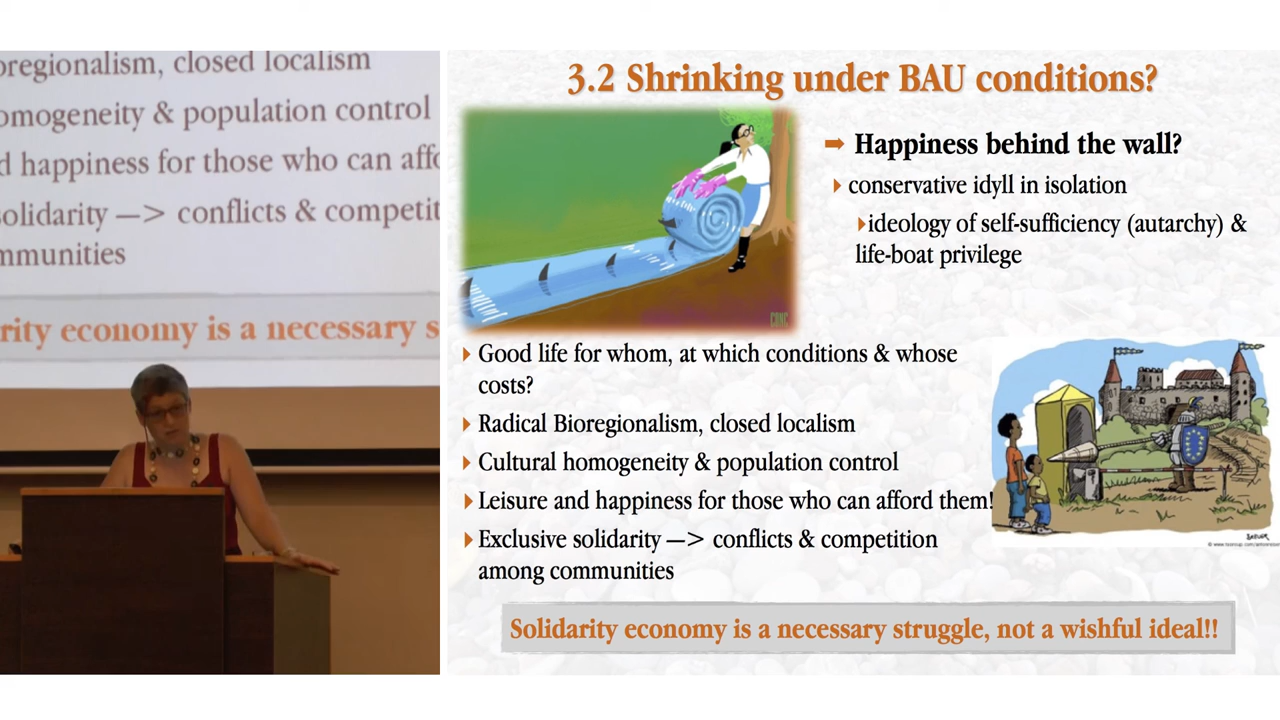 oregionalism, closed localism
omogeneity & population control
d happiness for those who can affo
solidarity —> conflicts & competit
mmunities
rity economy is a necessary s
3.2 Shrinking under BAU conditions?
➡ Happiness behind the wall?
conservative idyll in isolation
ideology of self-sufficiency (autarchy) &
life-boat privilege
Good life for whom, at which conditions & whose
costs?
Radical Bioregionalism, closed localism
Cultural homogeneity & population control
Leisure and happiness for those who can afford them!
Exclusive solidarity —> conflicts & competition
among communities
Solidarity economy is a necessary struggle, not a wishful ideal!!